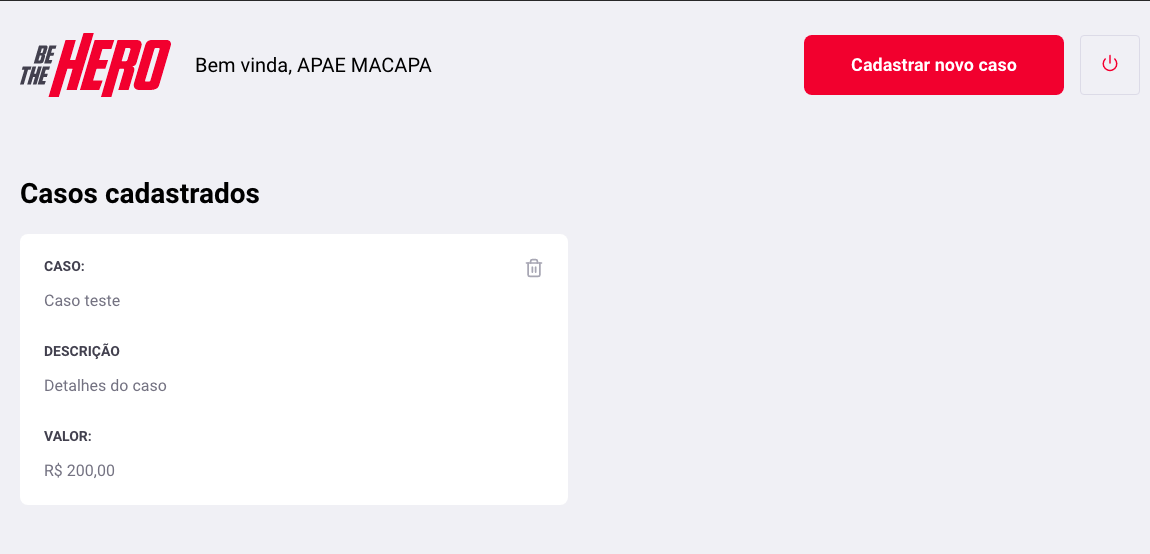 BE THE HERO
Bem vinda, APAE MACAPA
Cadastrar novo caso
Casos cadastrados
CASO:
Caso teste
DESCRIÇÃO
Detalhes do caso
VALOR:
R$ 200,00